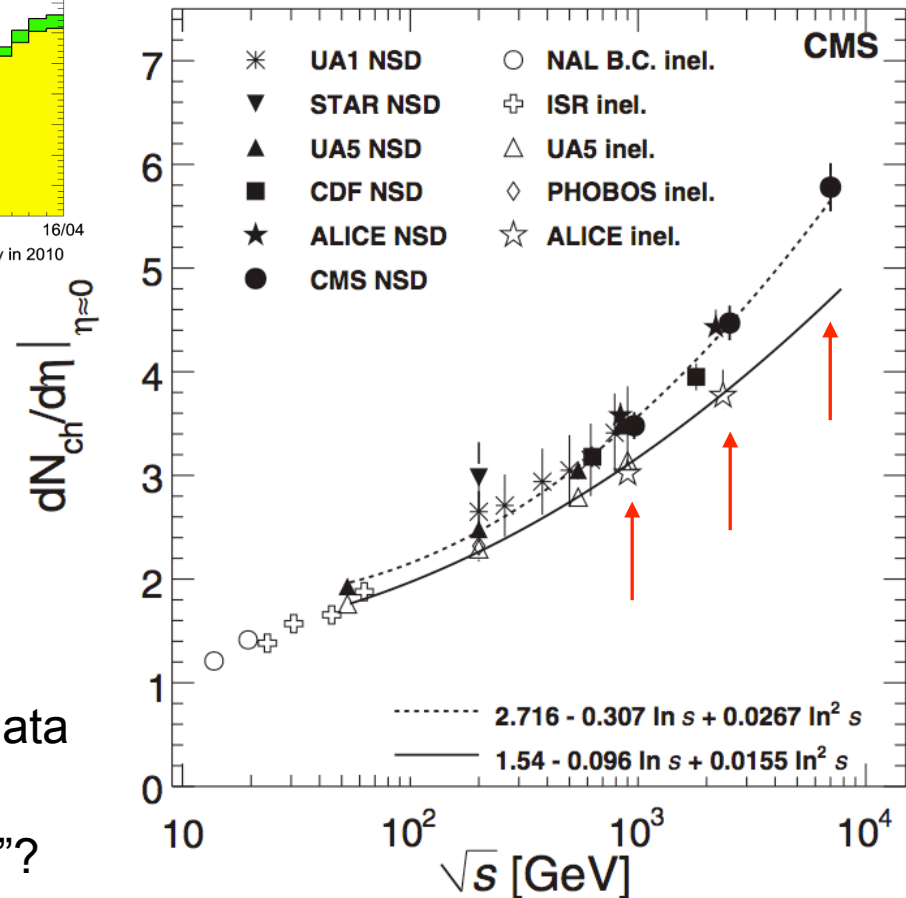 16/04
y in 2010
CMS
UA1 NSD
STAR NSD
UA5 NSD
CDF NSD
ALICE NSD
CMS NSD
NAL B.C. inel.
ISR inel.
UA5 inel.
PHOBOS inel.
ALICE inel.
7
6
5
4
3
2
1
0
dN_ch/dη|_η≈0
2.716 - 0.307 ln s + 0.0267 ln² s
1.54 - 0.096 ln s + 0.0155 ln² s
10
10²
10³
10⁴
√s [GeV]
ata
”?